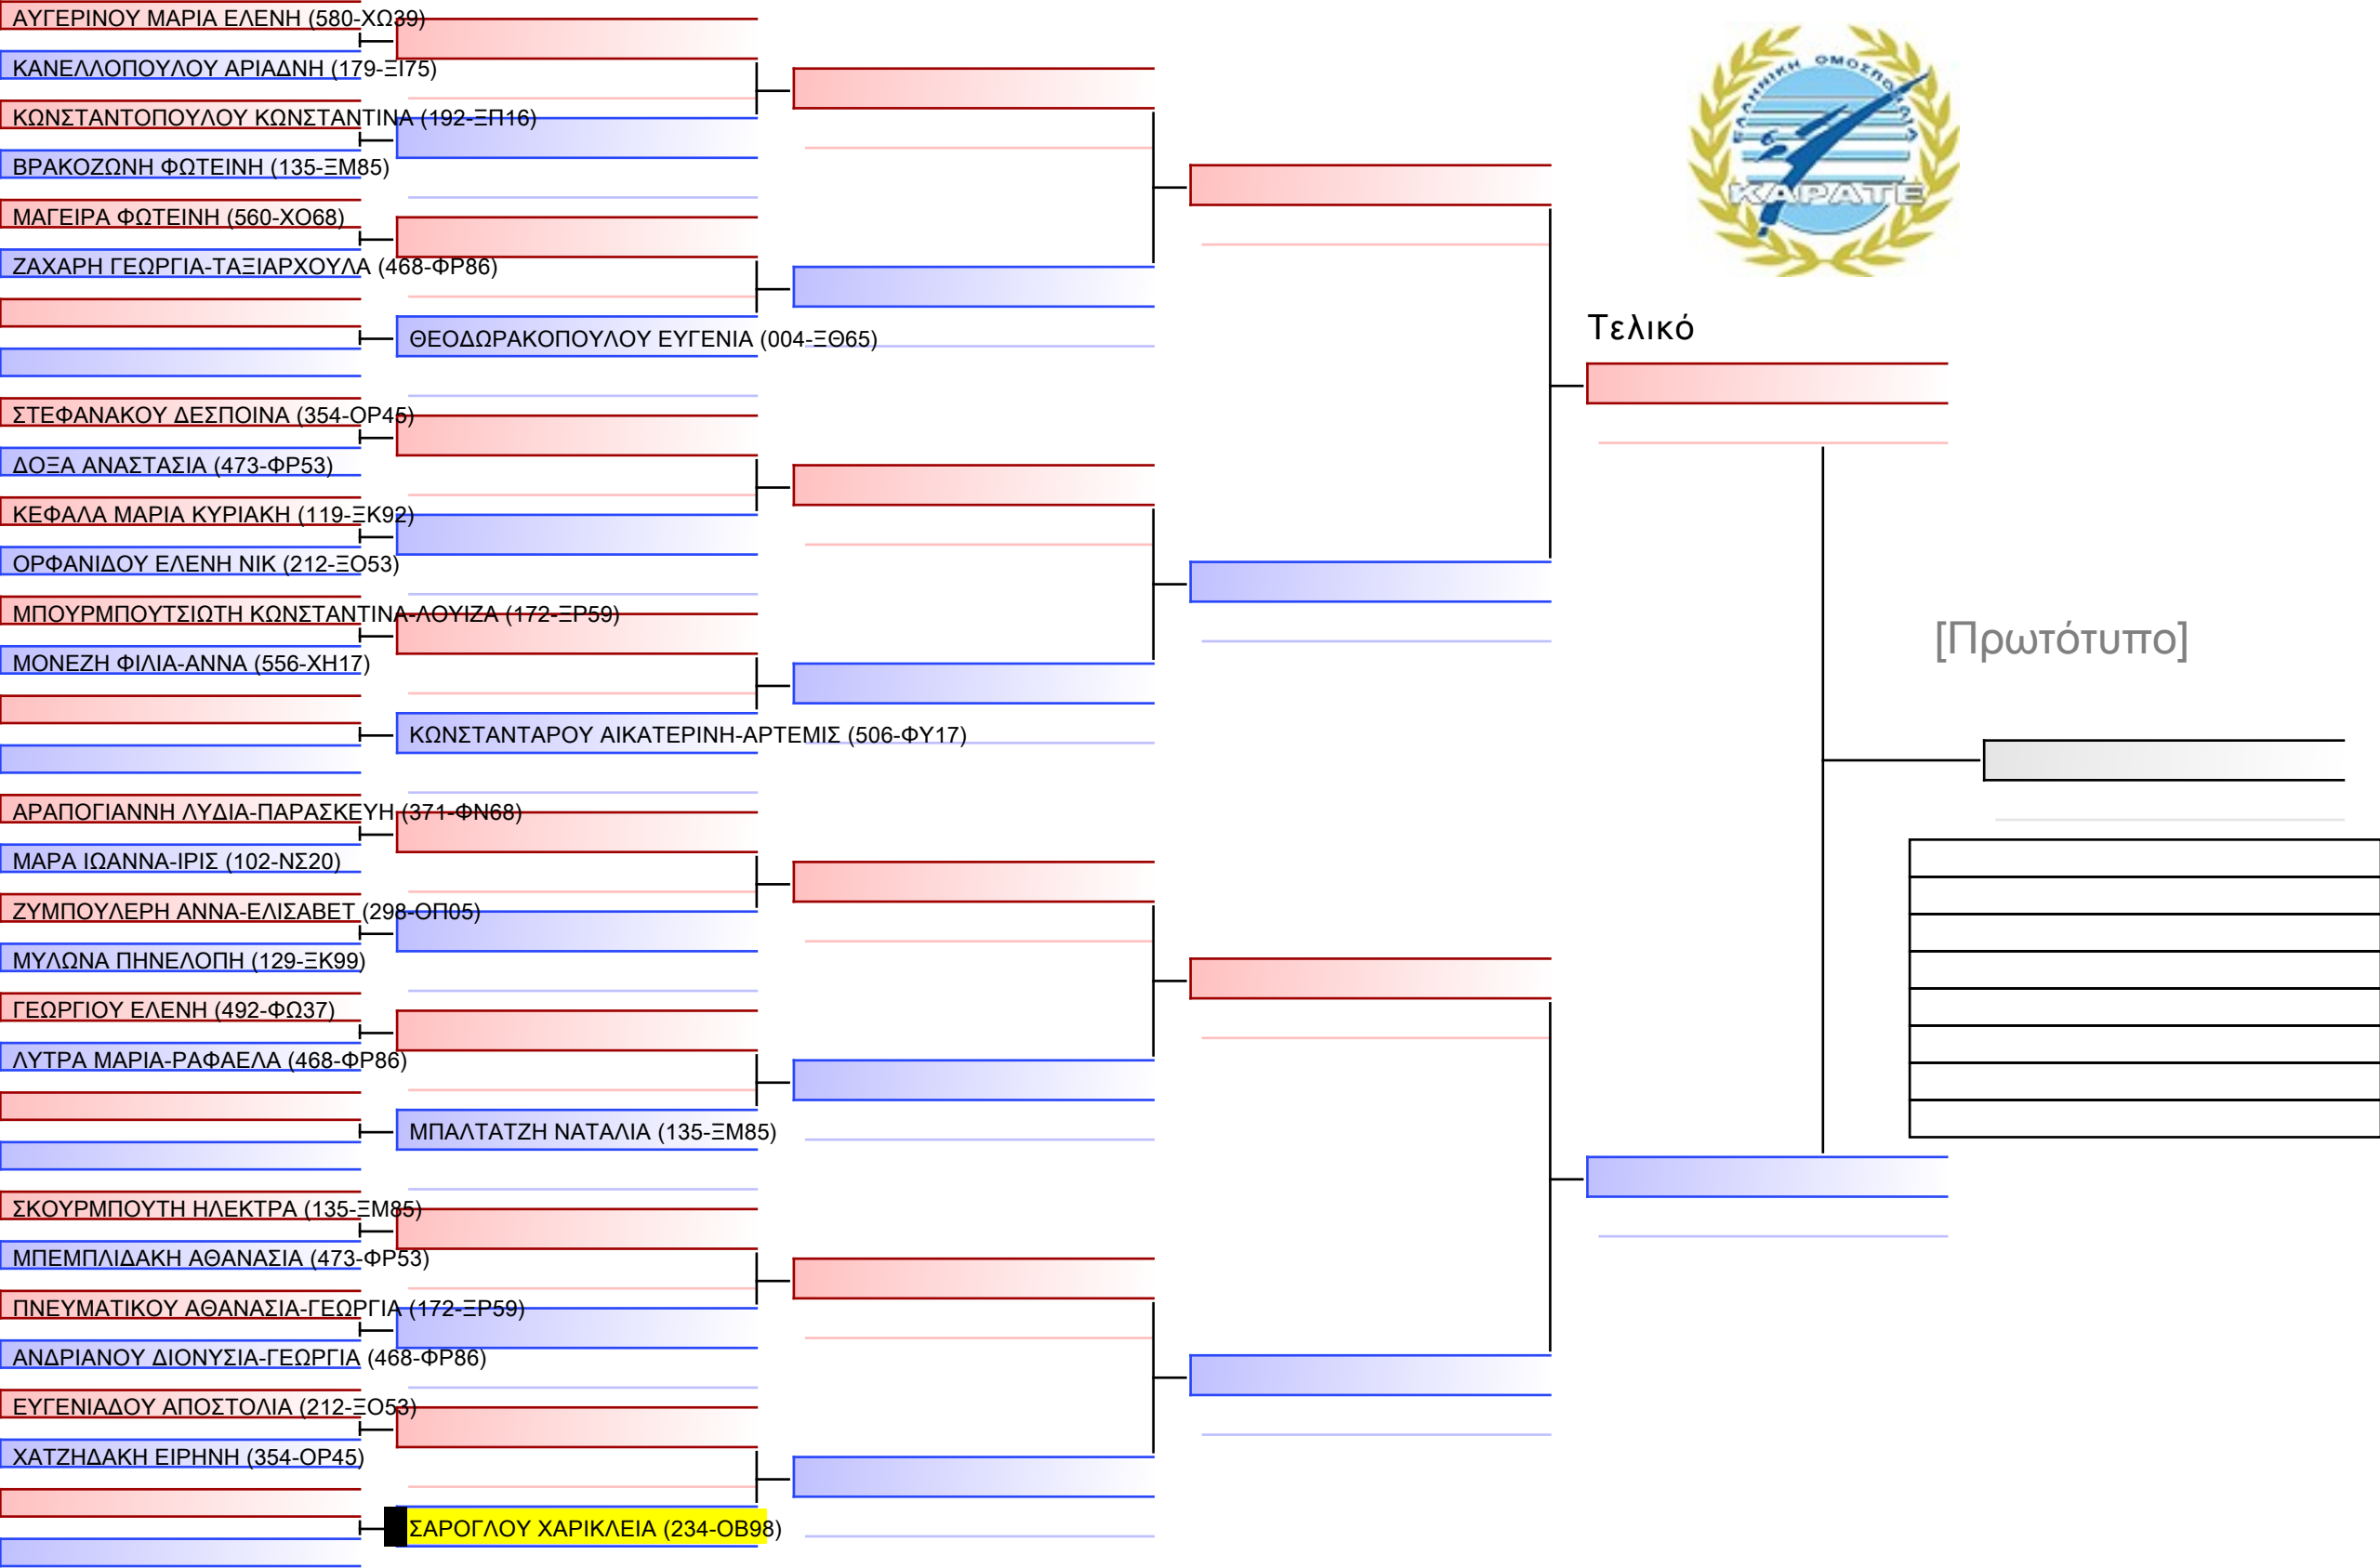 ΑΥΓΕΡΙΝΟΥ ΜΑΡΙΑ ΕΛΕΝΗ (580-ΧΩ39)
ΚΑΝΕΛΛΟΠΟΥΛΟΥ ΑΡΙΑΔΝΗ (179-ΞΙ75)
ΚΩΝΣΤΑΝΤΟΠΟΥΛΟΥ ΚΩΝΣΤΑΝΤΙΝΑ (192-ΞΠ16)
ΒΡΑΚΟΖΩΝΗ ΦΩΤΕΙΝΗ (135-ΞΜ85)
ΜΑΓΕΙΡΑ ΦΩΤΕΙΝΗ (560-ΧΟ68)
ΖΑΧΑΡΗ ΓΕΩΡΓΙΑ-ΤΑΞΙΑΡΧΟΥΛΑ (468-ΦΡ86)
ΘΕΟΔΩΡΑΚΟΠΟΥΛΟΥ ΕΥΓΕΝΙΑ (004-ΞΘ65)
ΣΤΕΦΑΝΑΚΟΥ ΔΕΣΠΟΙΝΑ (354-ΟΡ45)
ΔΟΞΑ ΑΝΑΣΤΑΣΙΑ (473-ΦΡ53)
ΚΕΦΑΛΑ ΜΑΡΙΑ ΚΥΡΙΑΚΗ (119-ΞΚ92)
ΟΡΦΑΝΙΔΟΥ ΕΛΕΝΗ ΝΙΚ (212-ΞΟ53)
ΜΠΟΥΡΜΠΟΥΤΣΙΩΤΗ ΚΩΝΣΤΑΝΤΙΝΑ-ΛΟΥΙΖΑ (172-ΞΡ59)
ΜΟΝΕΖΗ ΦΙΛΙΑ-ΑΝΝΑ (556-ΧΗ17)
ΚΩΝΣΤΑΝΤΑΡΟΥ ΑΙΚΑΤΕΡΙΝΗ-ΑΡΤΕΜΙΣ (506-ΦΥ17)
ΑΡΑΠΟΓΙΑΝΝΗ ΛΥΔΙΑ-ΠΑΡΑΣΚΕΥΗ (371-ΦΝ68)
ΜΑΡΑ ΙΩΑΝΝΑ-ΙΡΙΣ (102-ΝΣ20)
ΖΥΜΠΟΥΛΕΡΗ ΑΝΝΑ-ΕΛΙΣΑΒΕΤ (298-ΟΠ05)
ΜΥΛΩΝΑ ΠΗΝΕΛΟΠΗ (129-ΞΚ99)
ΓΕΩΡΓΙΟΥ ΕΛΕΝΗ (492-ΦΩ37)
ΛΥΤΡΑ ΜΑΡΙΑ-ΡΑΦΑΕΛΑ (468-ΦΡ86)
ΜΠΑΛΤΑΤΖΗ ΝΑΤΑΛΙΑ (135-ΞΜ85)
ΣΚΟΥΡΜΠΟΥΤΗ ΗΛΕΚΤΡΑ (135-ΞΜ85)
ΜΠΕΜΠΛΙΔΑΚΗ ΑΘΑΝΑΣΙΑ (473-ΦΡ53)
ΠΝΕΥΜΑΤΙΚΟΥ ΑΘΑΝΑΣΙΑ-ΓΕΩΡΓΙΑ (172-ΞΡ59)
ΑΝΔΡΙΑΝΟΥ ΔΙΟΝΥΣΙΑ-ΓΕΩΡΓΙΑ (468-ΦΡ86)
ΕΥΓΕΝΙΑΔΟΥ ΑΠΟΣΤΟΛΙΑ (212-ΞΟ53)
ΧΑΤΖΗΔΑΚΗ ΕΙΡΗΝΗ (354-ΟΡ45)
ΣΑΡΟΓΛΟΥ ΧΑΡΙΚΛΕΙΑ (234-ΟΒ98)
ΕΛΛΗΝΙΚΗ ΟΜΟΣΠΟΝΔΙΑ
ΚΑΡΑΤΕ
Τελικό
[Πρωτότυπο]